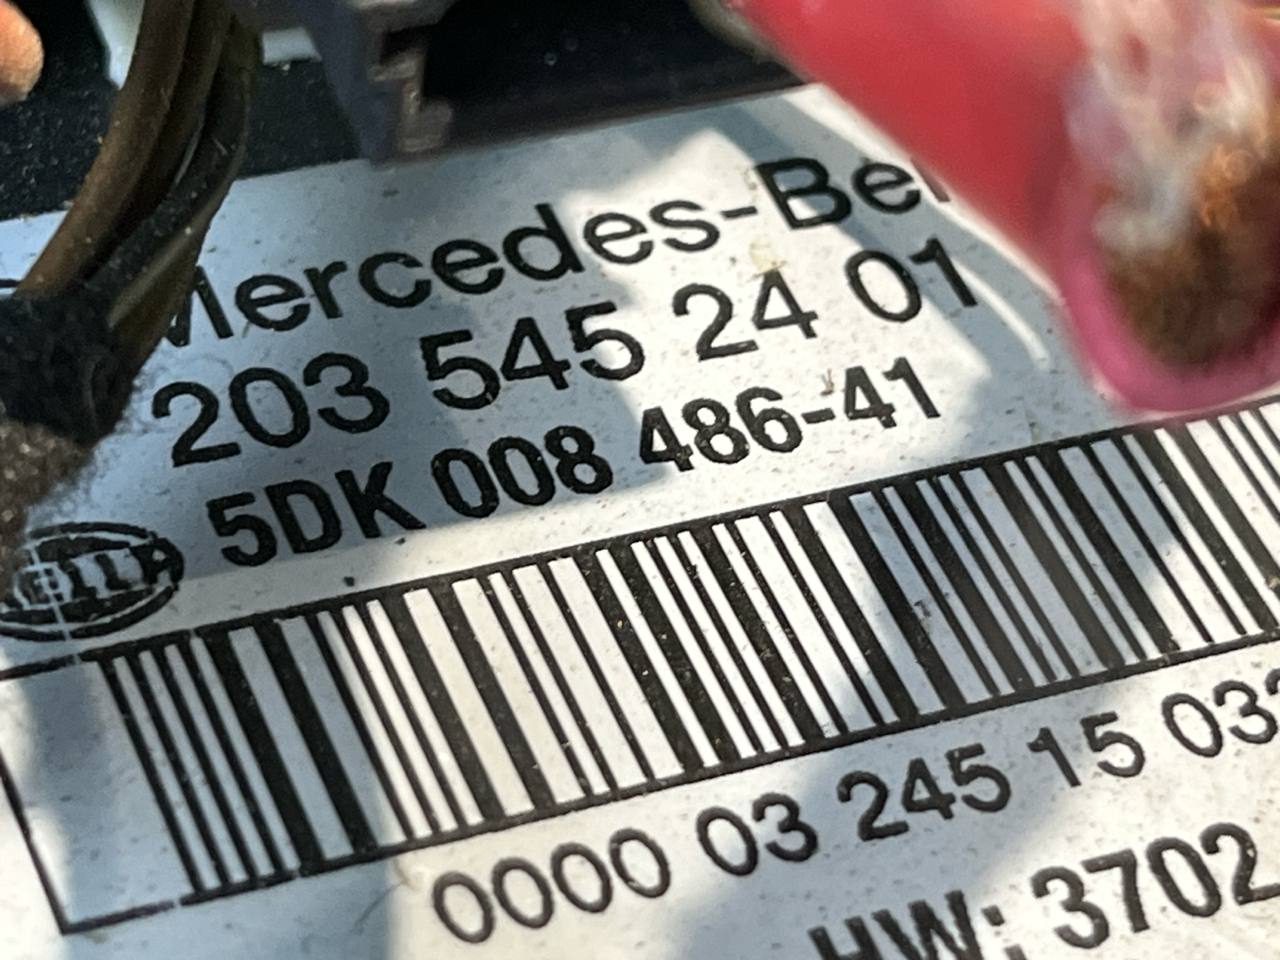 Mercedes-Be
203 545 24 01
5DK 008 486-41
HELLA
0000 03 245 15 03
HW: 3702